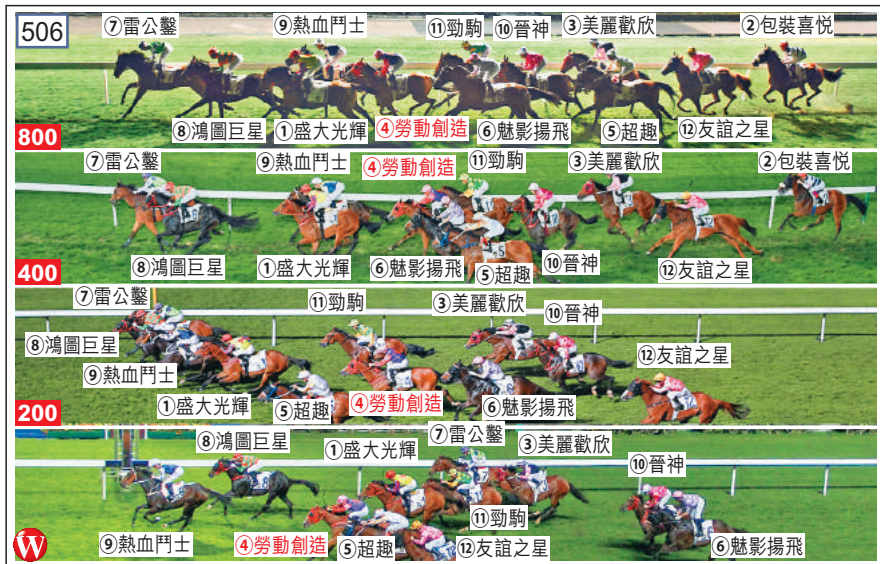 506
⑦雷公鑿 ⑨熱血鬥士 ⑪勁駒 ⑩晉神 ③美麗歡欣 ②包裝喜悅
⑧鴻圖巨星 ①盛大光輝 ④勞動創造 ⑥魅影揚飛 ⑤超趣 ⑫友誼之星
800
⑦雷公鑿 ⑨熱血鬥士 ④勞動創造 ⑪勁駒 ③美麗歡欣 ②包裝喜悅
⑧鴻圖巨星 ①盛大光輝 ⑥魅影揚飛 ⑤超趣 ⑩晉神 ⑫友誼之星
400
⑦雷公鑿 ⑪勁駒 ③美麗歡欣 ⑩晉神
⑧鴻圖巨星 ⑫友誼之星
⑨熱血鬥士
①盛大光輝 ⑤超趣 ④勞動創造 ⑥魅影揚飛
200
⑧鴻圖巨星 ①盛大光輝 ⑦雷公鑿 ③美麗歡欣 ⑩晉神
⑪勁駒
⑨熱血鬥士 ④勞動創造 ⑤超趣 ⑫友誼之星 ⑥魅影揚飛
W